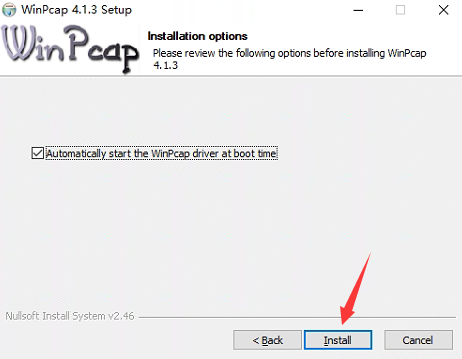 WinPcap 4.1.3 Setup
WinPcap
Installation options
Please review the following options before installing WinPcap
4.1.3
Automatically start the WinPcap driver at boot time
Nullsoft Install System v2.46
< Back
Install
Cancel